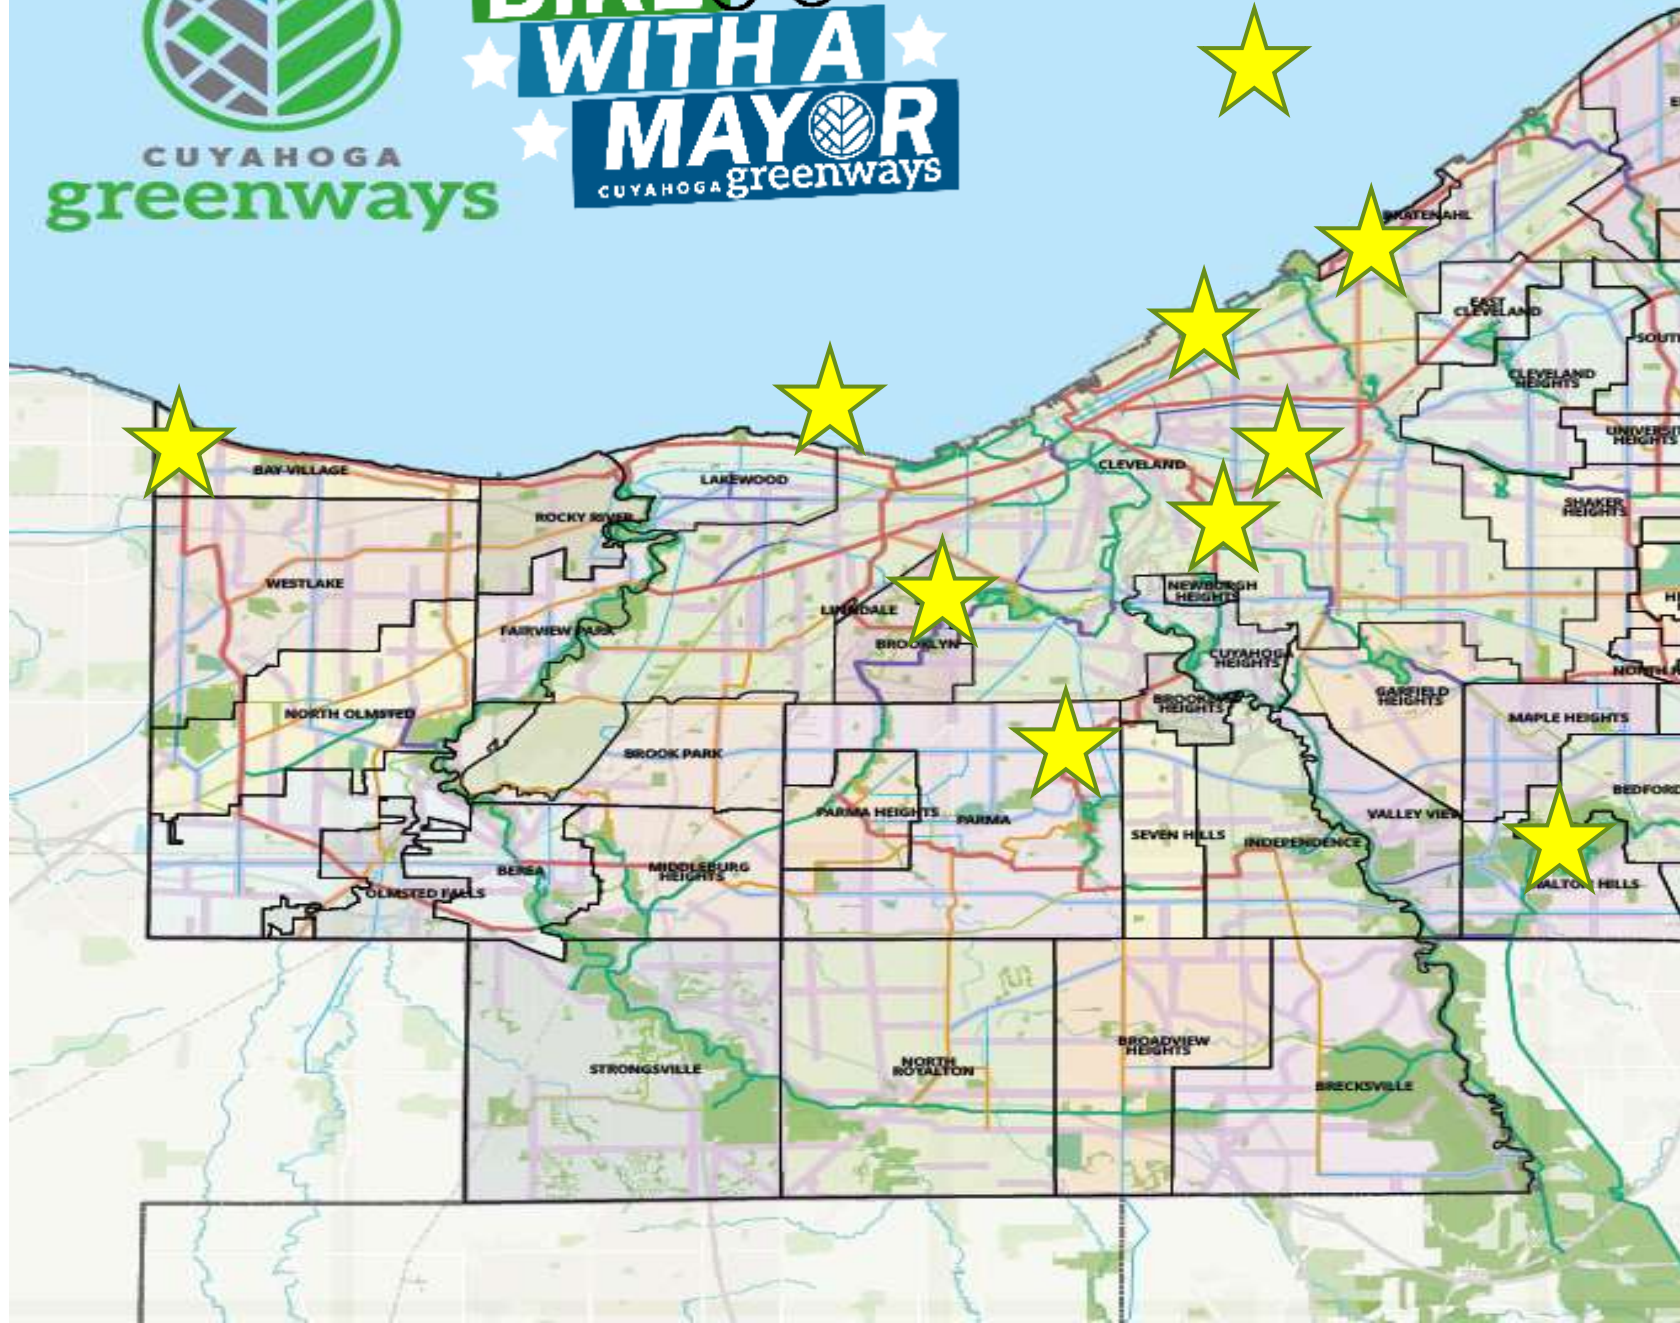 BIKE
WITH A
MAYOR
CUYAHOGA greenways
CUYAHOGA
greenways
BRATENAHL
EAST
CLEVELAND
CLEVELAND
HEIGHTS
BAY VILLAGE
LAKEWOOD
CLEVELAND
ROCKY RIVER
SHAKER
HEIGHTS
WESTLAKE
NEWBURGH
HEIGHTS
LINNDALE
FAIRVIEW PARK
BROOKLYN
CUYAHOGA
HEIGHTS
GARFIELD
HEIGHTS
NORTH OLMSTED
MAPLE HEIGHTS
BROOK PARK
HEIGHTS
BEDFORD
PARMA HEIGHTS
PARMA
VALLEY VIEW
SEVEN HILLS
INDEPENDENCE
BEREA
MIDDLEBURG
HEIGHTS
OLMSTED FALLS
WALTON HILLS
STRONGSVILLE
NORTH
ROYALTON
BROADVIEW
HEIGHTS
BRECKSVILLE